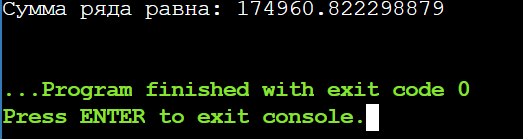 Сумма ряда равна: 174960.822298879
...Program finished with exit code 0
Press ENTER to exit console.